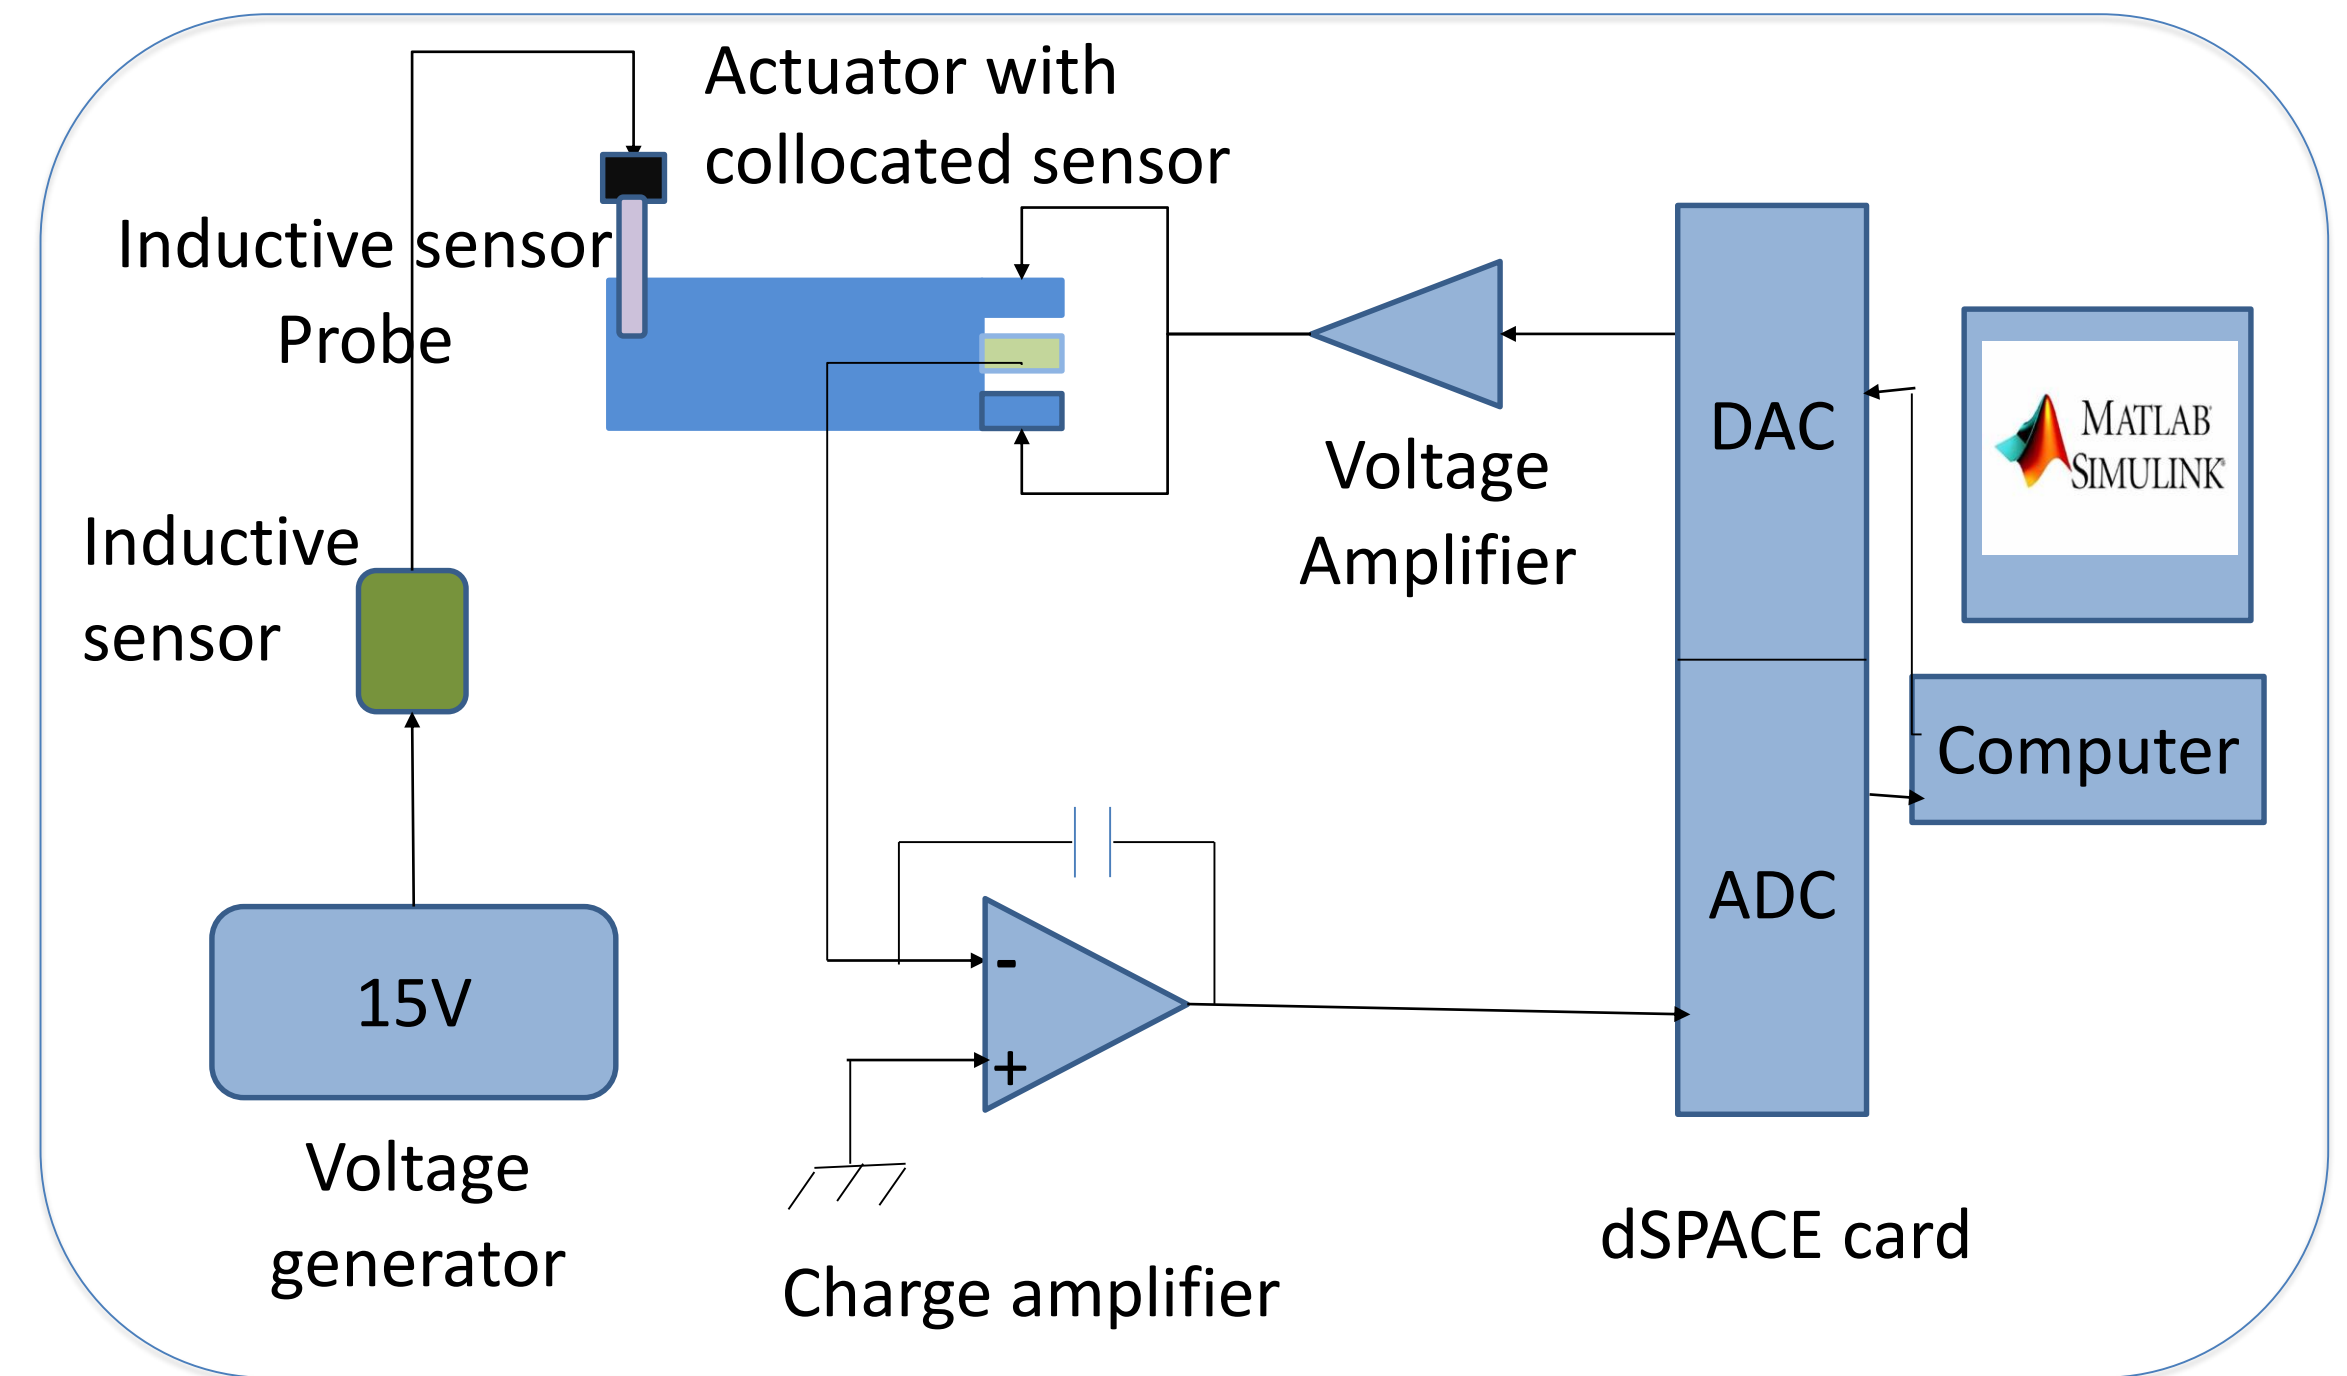 Actuator with
collocated sensor
Inductive sensor
Probe
DAC
MATLAB
SIMULINK
Voltage
Amplifier
Inductive
sensor
Computer
ADC
-
+
15V
Voltage
generator
Charge amplifier
dSPACE card